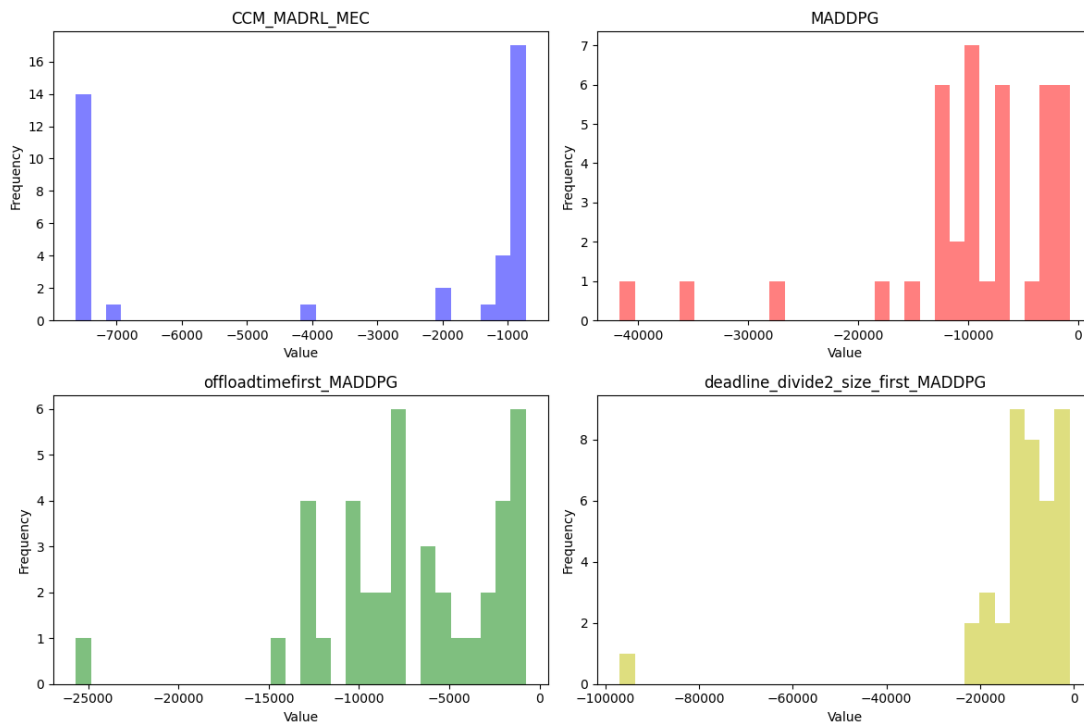 CCM_MADRL_MEC
16
14
12
10
8
6
4
2
0
Frequency
−7000 −6000 −5000 −4000 −3000 −2000 −1000
Value
MADDPG
7
6
5
4
3
2
1
0
Frequency
−40000 −30000 −20000 −10000 0
Value
offloadtimefirst_MADDPG
6
5
4
3
2
1
0
Frequency
−25000 −20000 −15000 −10000 −5000 0
Value
deadline_divide2_size_first_MADDPG
8
6
4
2
0
Frequency
−100000 −80000 −60000 −40000 −20000 0
Value